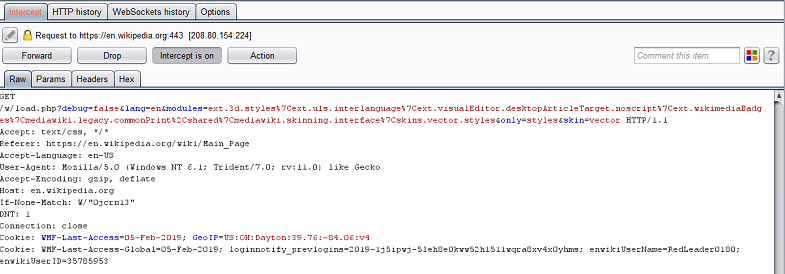 Intercept HTTP history WebSockets history Options
Request to https://en.wikipedia.org:443 [208.80.154.224]
Forward Drop Intercept is on Action Comment this item ?
Raw Params Headers Hex
GET
/w/load.php?debug=false&lang=en&modules=ext.3d.styles%7Cext.uls.interlanguage%7Cext.visualEditor.desktopArticleTarget.noscript%7Cext.wikimediaBadg
es%7Cmediawiki.legacy.commonPrint%2Cshared%7Cmediawiki.skinning.interface%7Cskins.vector.styles&only=styles&skin=vector HTTP/1.1
Accept: text/css, */*
Referer: https://en.wikipedia.org/wiki/Main_Page
Accept-Language: en-US
User-Agent: Mozilla/5.0 (Windows NT 6.1; Trident/7.0; rv:11.0) like Gecko
Accept-Encoding: gzip, deflate
Host: en.wikipedia.org
If-None-Match: W/"0jcrn13"
DNT: 1
Connection: close
Cookie: WMF-Last-Access=05-Feb-2019; GeoIP=US:OH:Dayton:39.76:-84.06:v4
Cookie: WMF-Last-Access-Global=05-Feb-2019; loginnotify_prevlogins=2019-1j5ipwj-51eh8e0kww52h1511wqra8xv4x0yhms; enwikiUserName=RedLeader0180;
enwikiUserID=35785953